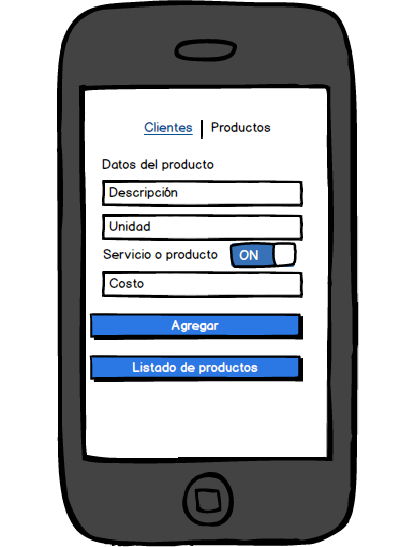 Clientes | Productos
Datos del producto
Descripción
Unidad
Servicio o producto ON
Costo
Agregar
Listado de productos